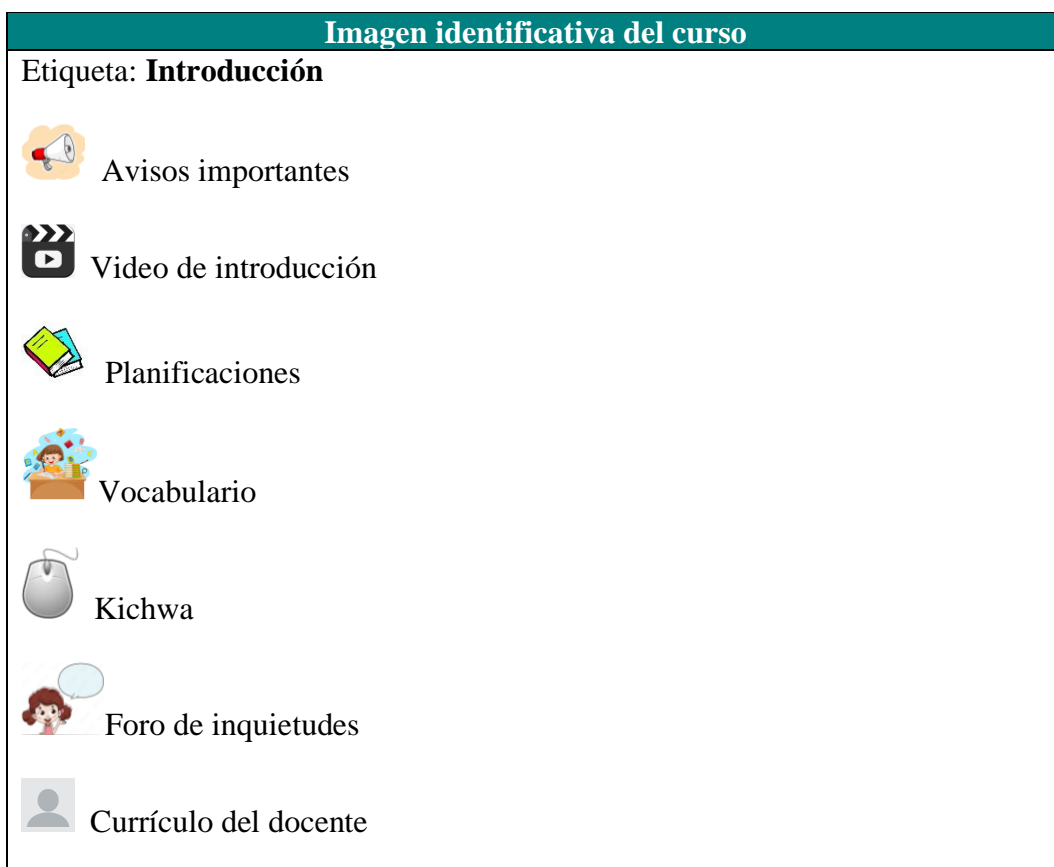 Imagen identificativa del curso
Etiqueta: Introducción
Avisos importantes
Video de introducción
Planificaciones
Vocabulario
Kichwa
Foro de inquietudes
Currículo del docente